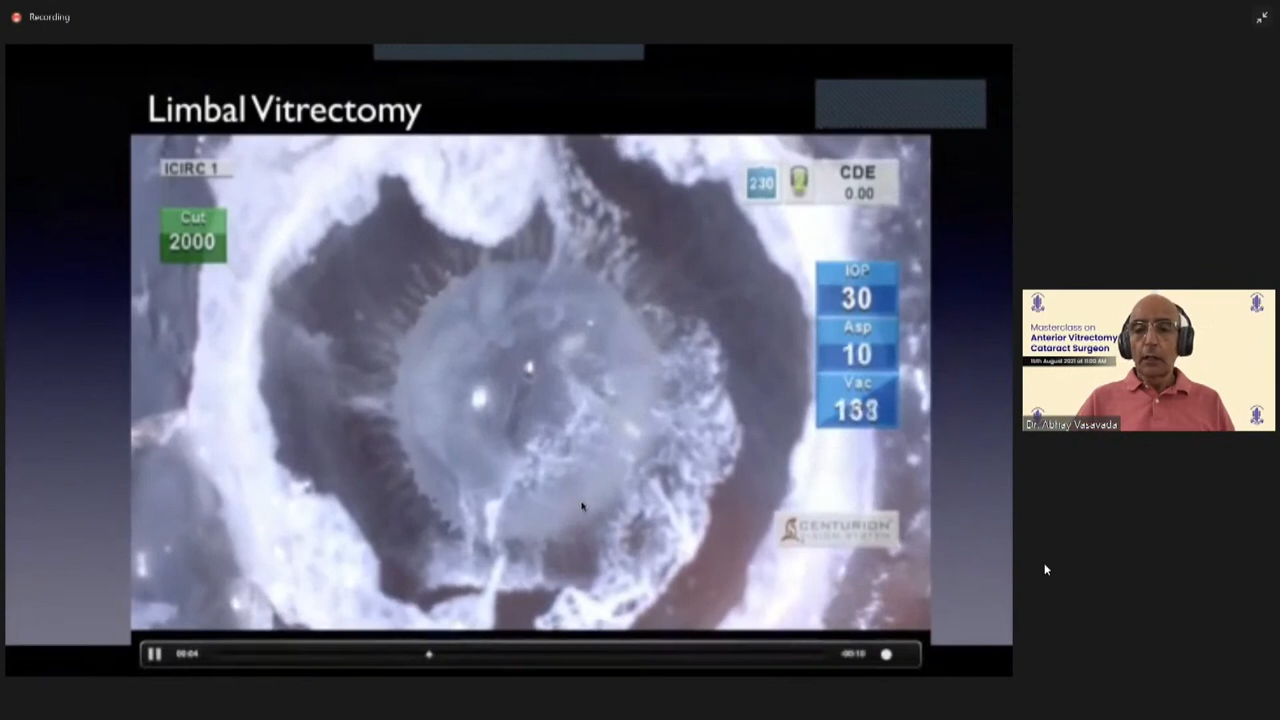 Recording
Limbal Vitrectomy
ICIRC 1
Cut
2000
230
CDE
0.00
IOP
30
Asp
10
Vac
CENTURION
VISION SYSTEM
00:04
-00:10
Masterclass on
Anterior Vitrectomy
Cataract Surgeon
15th August 2021 at 11:00 AM
Dr. Abhay Vasavada